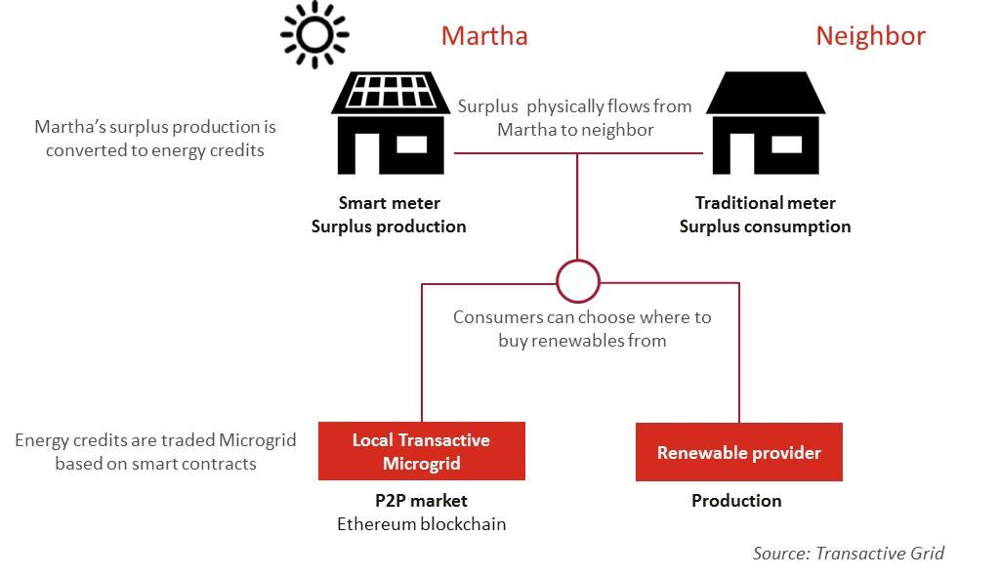 Martha
Neighbor
Surplus physically flows from
Martha to neighbor
Martha's surplus production is
converted to energy credits
Smart meter
Surplus production
Traditional meter
Surplus consumption
Consumers can choose where to
buy renewables from
Energy credits are traded Microgrid
based on smart contracts
Local Transactive
Microgrid
Renewable provider
P2P market
Ethereum blockchain
Production
Source: Transactive Grid